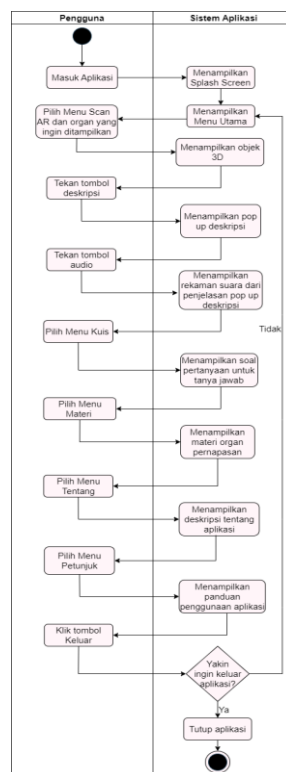 Pengguna
Sistem Aplikasi
Masuk Aplikasi
Menampilkan
Splash Screen
Pilih Menu Scan
AR dan organ yang
ingin ditampilkan
Menampilkan
Menu Utama
Menampilkan objek
3D
Tekan tombol
deskripsi
Menampilkan pop
up deskripsi
Tekan tombol
audio
Menampilkan
rekaman suara dari
penjelasan pop up
deskripsi
Tidak
Pilih Menu Kuis
Menampilkan soal
pertanyaan untuk
tanya jawab
Pilih Menu
Materi
Menampilkan
materi organ
pernapasan
Pilih Menu
Tentang
Menampilkan
deskripsi tentang
aplikasi
Pilih Menu
Petunjuk
Menampilkan
panduan
penggunaan aplikasi
Klik tombol
Keluar
Yakin
ingin keluar
aplikasi?
Ya
Tutup aplikasi